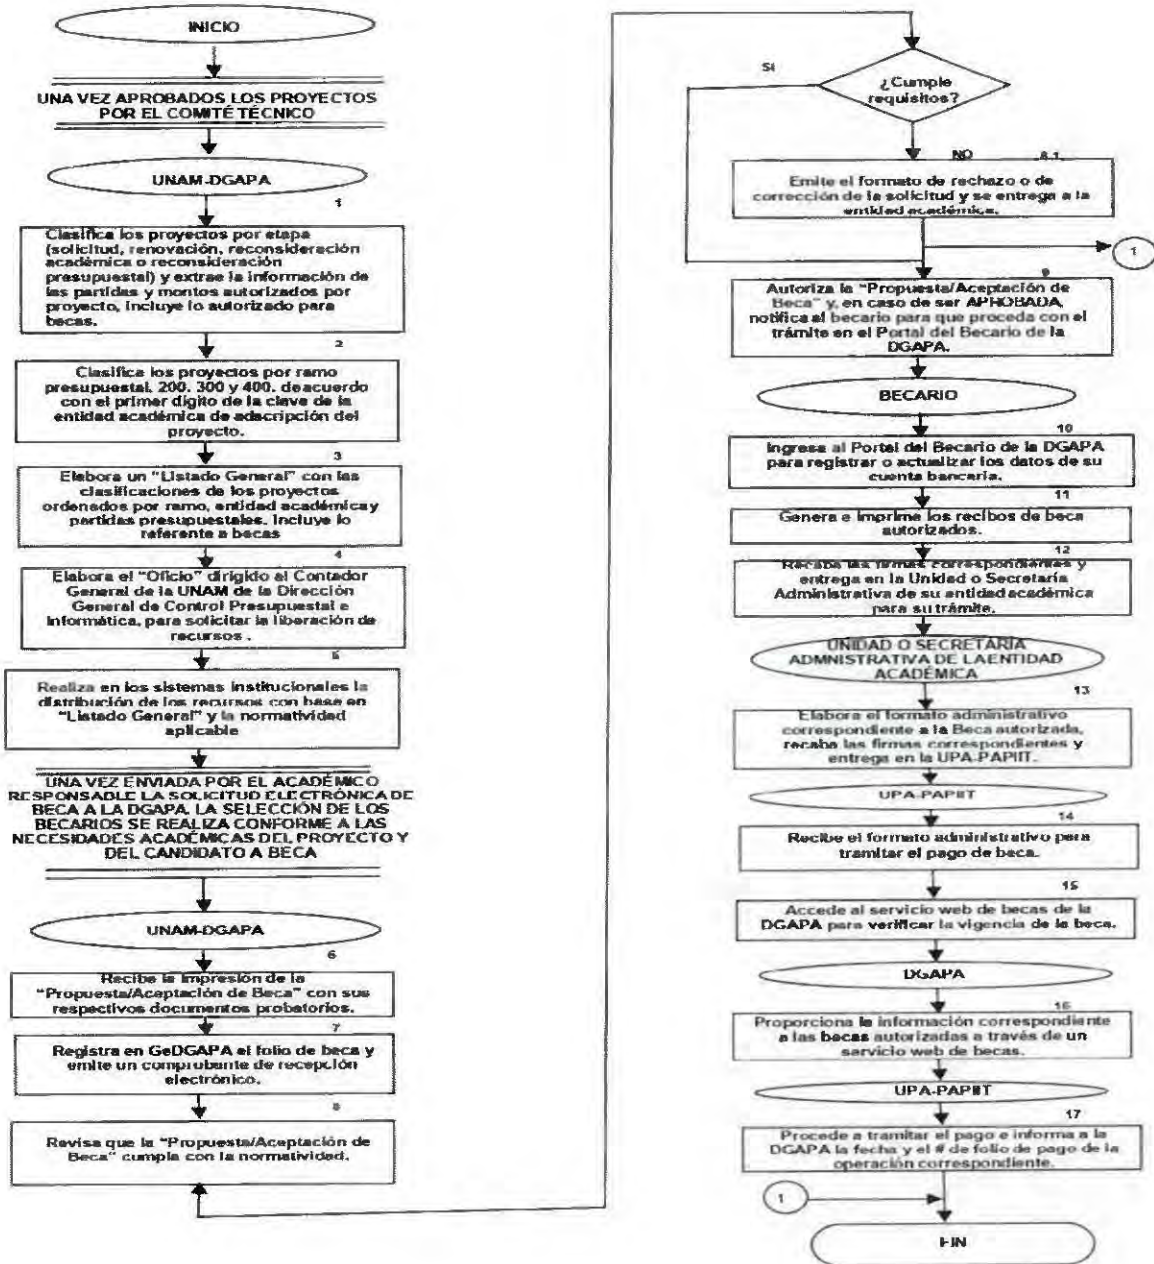 INICIO
UNA VEZ APROBADOS LOS PROYECTOS
POR EL COMITÉ TÉCNICO
UNAM-DGAPA
1
Clasifica los proyectos por etapa
(solicitud, renovación, reconsideración
académica o reconsideración
presupuestal) y extrae la información de
las partidas y montos autorizados por
proyecto, incluye lo autorizado para
becas.
2
Clasifica los proyectos por ramo
presupuestal, 200. 300 y 400. deacuerdo
con el primer dígito de la clave de la
entidad académica de adscripción del
proyecto.
3
Elabora un "Listado General" con las
clasificaciones de los proyectos
ordenados por ramo, entidad académica y
partidas presupuestales. Incluye lo
referente a becas
4
Elabora el "Oficio" dirigido al Contador
General de la UNAM de la Dirección
General de Control Presupuestal e
Informática, para solicitar la liberación de
recursos .
5
Realiza en los sistemas institucionales la
distribución de los recursos con base en
"Listado General" y la normatividad
aplicable
UNA VEZ ENVIADA POR EL ACADÉMICO
RESPONSABLE LA SOLICITUD ELECTRÓNICA DE
BECA A LA DGAPA. LA SELECCIÓN DE LOS
BECARIOS SE REALIZA CONFORME A LAS
NECESIDADES ACADÉMICAS DEL PROYECTO Y
DEL CANDIDATO A BECA
UNAM-DGAPA
6
Recibe la impresión de la
"Propuesta/Aceptación de Beca" con sus
respectivos documentos probatorios.
7
Registra en GeDGAPA el folio de beca y
emite un comprobante de recepción
electrónico.
8
Revisa que la "Propuesta/Aceptación de
Beca" cumpla con la normatividad.
SI
¿Cumple
requisitos?
NO
8.1
Emite el formato de rechazo o de
corrección de la solicitud y se entrega a la
entidad académica.
1
9
Autoriza la "Propuesta/Aceptación de
Beca" y, en caso de ser APROBADA,
notifica al becario para que proceda con el
trámite en el Portal del Becario de la
DGAPA.
BECARIO
10
Ingresa al Portal del Becario de la DGAPA
para registrar o actualizar los datos de su
cuenta bancaria.
11
Genera e imprime los recibos de beca
autorizados.
12
Recaba las firmas correspondientes y
entrega en la Unidad o Secretaría
Administrativa de su entidad académica
para su trámite.
UNIDAD O SECRETARÍA
ADMNISTRATIVA DE LA ENTIDAD
ACADÉMICA
13
Elabora el formato administrativo
correspondiente a la Beca autorizada,
recaba las firmas correspondientes y
entrega en la UPA-PAPIIT.
UPA-PAPIIT
14
Recibe el formato administrativo para
tramitar el pago de beca.
15
Accede al servicio web de becas de la
DGAPA para verificar la vigencia de la beca.
DGAPA
16
Proporciona la información correspondiente
a las becas autorizadas a través de un
servicio web de becas.
UPA-PAPIIT
17
Procede a tramitar el pago e informa a la
DGAPA la fecha y el # de folio de pago de la
operación correspondiente.
1
FIN